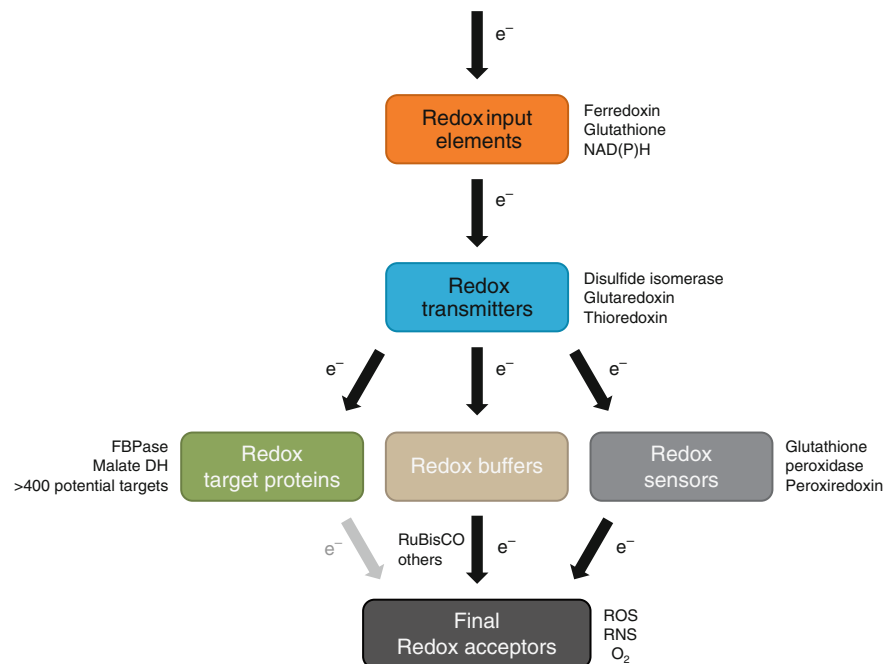 e⁻
Redox input
elements
Ferredoxin
Glutathione
NAD(P)H
e⁻
Redox
transmitters
Disulfide isomerase
Glutaredoxin
Thioredoxin
e⁻
e⁻
e⁻
FBPase
Malate DH
>400 potential targets
Redox
target proteins
Redox buffers
Redox
sensors
Glutathione
peroxidase
Peroxiredoxin
e⁻
RuBisCO
others
e⁻
e⁻
Final
Redox acceptors
ROS
RNS
O₂